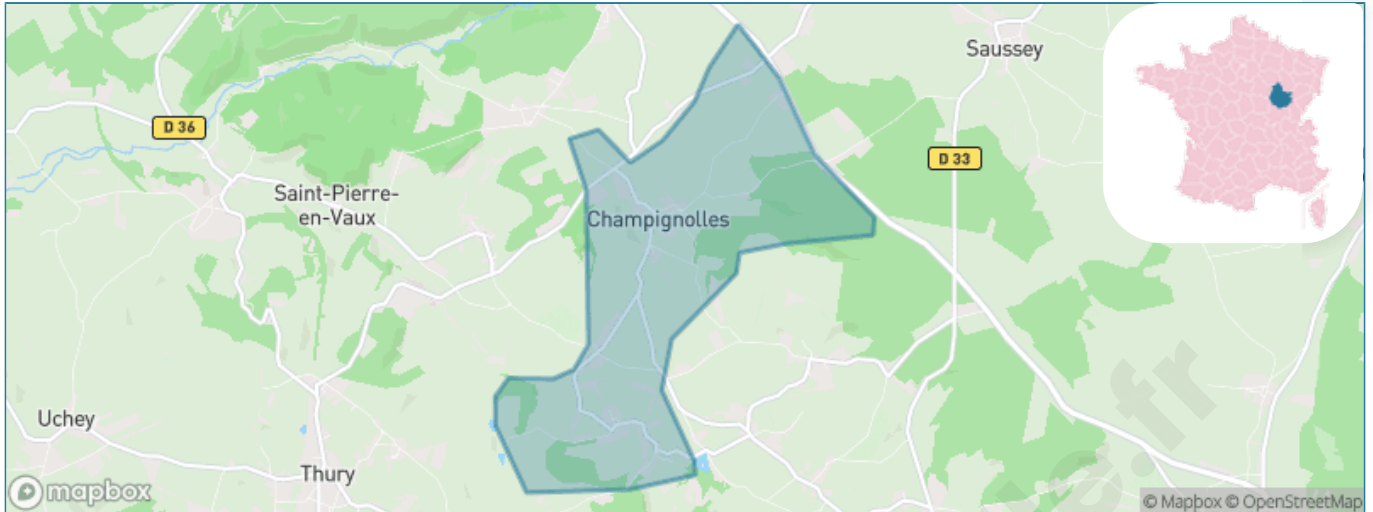 Saussey
D 36
D 33
Saint-Pierre-
en-Vaux
Champignolles
Uchey
Thury
mapbox
© Mapbox © OpenStreetMap